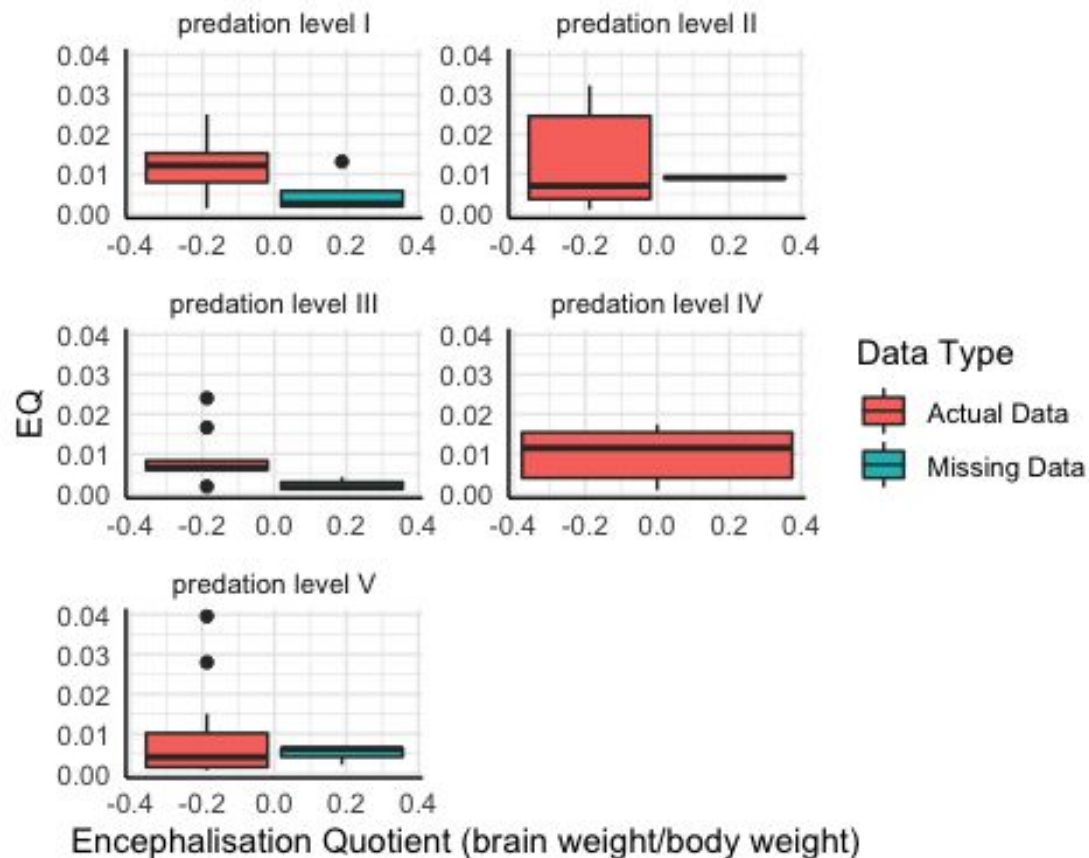 predation level I
predation level II
0.04
0.03
0.02
0.01
0.00
0.04
0.03
0.02
0.01
0.00
-0.4 -0.2 0.0 0.2 0.4
-0.4 -0.2 0.0 0.2 0.4
predation level III
predation level IV
0.04
0.03
0.02
0.01
0.00
0.04
0.03
0.02
0.01
0.00
-0.4 -0.2 0.0 0.2 0.4
-0.4 -0.2 0.0 0.2 0.4
predation level V
0.04
0.03
0.02
0.01
0.00
-0.4 -0.2 0.0 0.2 0.4
EQ
Encephalisation Quotient (brain weight/body weight)
Data Type
Actual Data
Missing Data